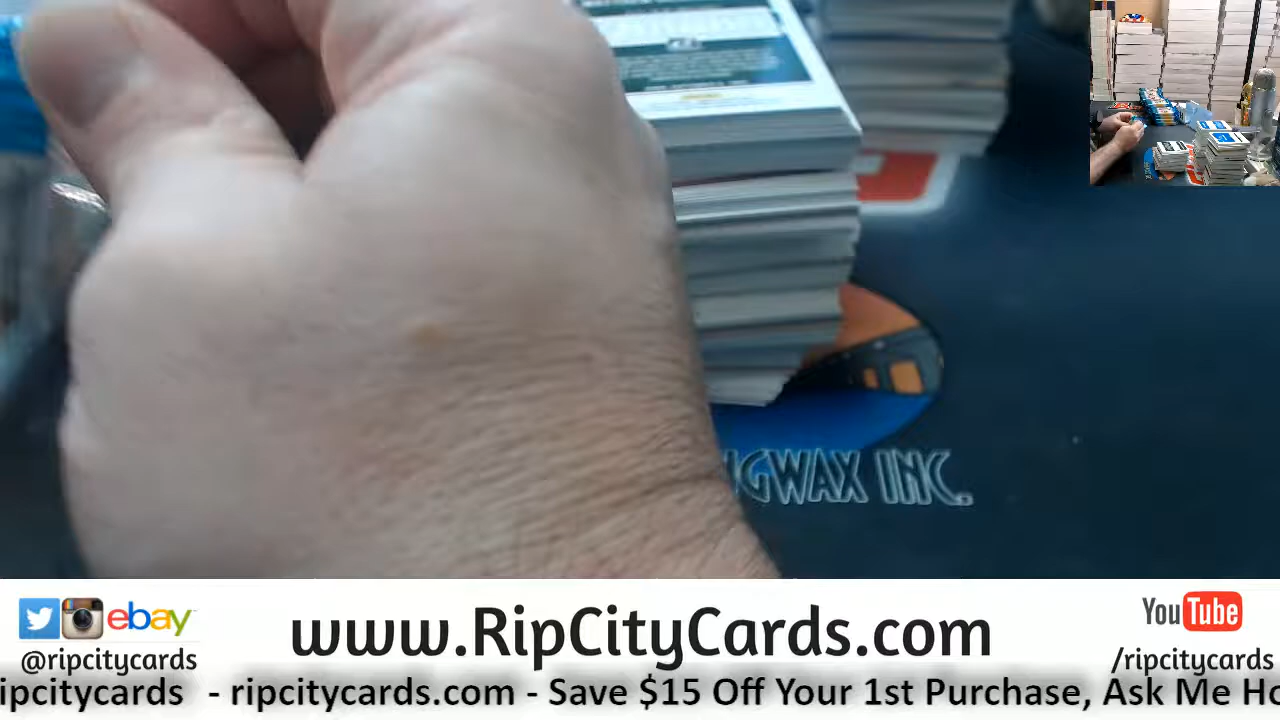 GWAX INC.
ebay
@ripcitycards
www.RipCityCards.com
YouTube
/ripcitycards
ipcitycards - ripcitycards.com - Save $15 Off Your 1st Purchase, Ask Me Ho